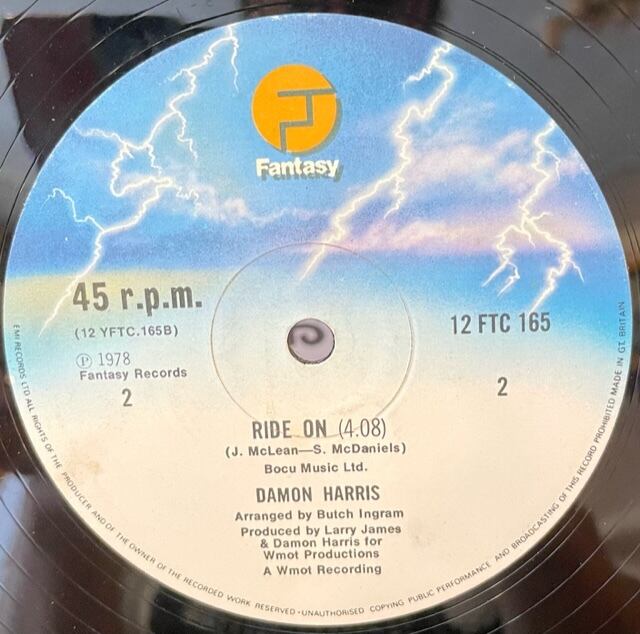 Fantasy
45 r.p.m.
(12 YFTC.165B)
12 FTC 165
℗ 1978
Fantasy Records
2
2
RIDE ON (4.08)
(J. McLean—S. McDaniels)
Bocu Music Ltd.
DAMON HARRIS
Arranged by Butch Ingram
Produced by Larry James
& Damon Harris for
Wmot Productions
A Wmot Recording
EMI RECORDS LTD ALL RIGHTS OF THE PRODUCER AND OF THE OWNER OF THE RECORDED WORK RESERVED · UNAUTHORISED COPYING PUBLIC PERFORMANCE AND BROADCASTING OF THIS RECORD PROHIBITED MADE IN GT. BRITAIN